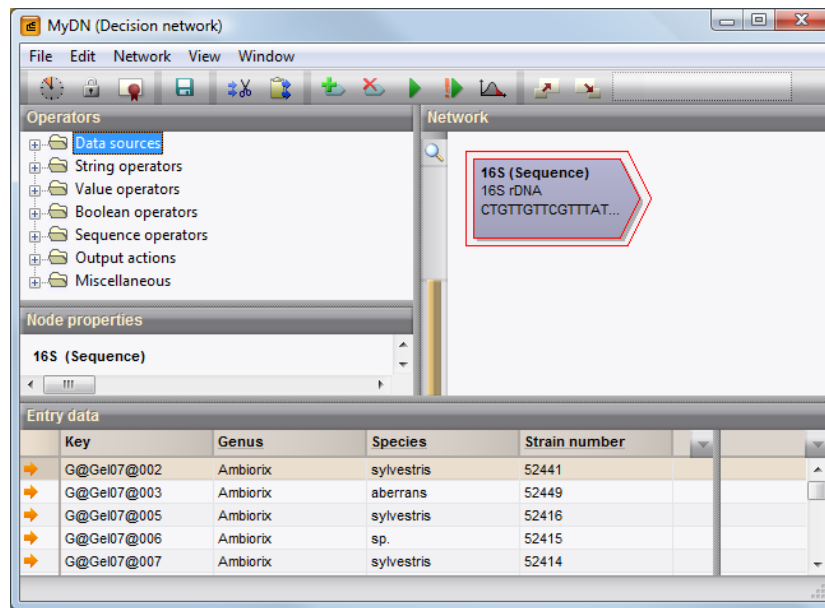 MyDN (Decision network)
File Edit Network View Window
Operators
Data sources
String operators
Value operators
Boolean operators
Sequence operators
Output actions
Miscellaneous
Network
16S (Sequence)
16S rDNA
CTGTTGTTCGTTTAT...
Node properties
16S (Sequence)
Entry data
Key Genus Species Strain number
G@Gel07@002 Ambiorix sylvestris 52441
G@Gel07@003 Ambiorix aberrans 52449
G@Gel07@005 Ambiorix sylvestris 52416
G@Gel07@006 Ambiorix sp. 52415
G@Gel07@007 Ambiorix sylvestris 52414